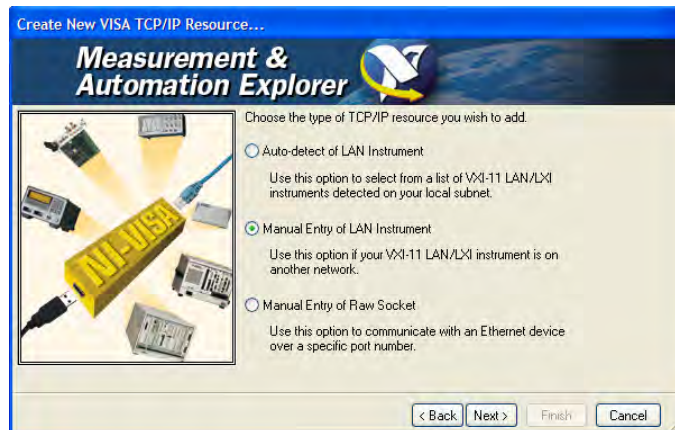 Create New VISA TCP/IP Resource...
Measurement &
Automation Explorer
Choose the type of TCP/IP resource you wish to add.
Auto-detect of LAN Instrument
Use this option to select from a list of VXI-11 LAN/LXI
instruments detected on your local subnet.
Manual Entry of LAN Instrument
Use this option if your VXI-11 LAN/LXI instrument is on
another network.
Manual Entry of Raw Socket
Use this option to communicate with an Ethernet device
over a specific port number.
NI-VISA
< Back
Next >
Finish
Cancel